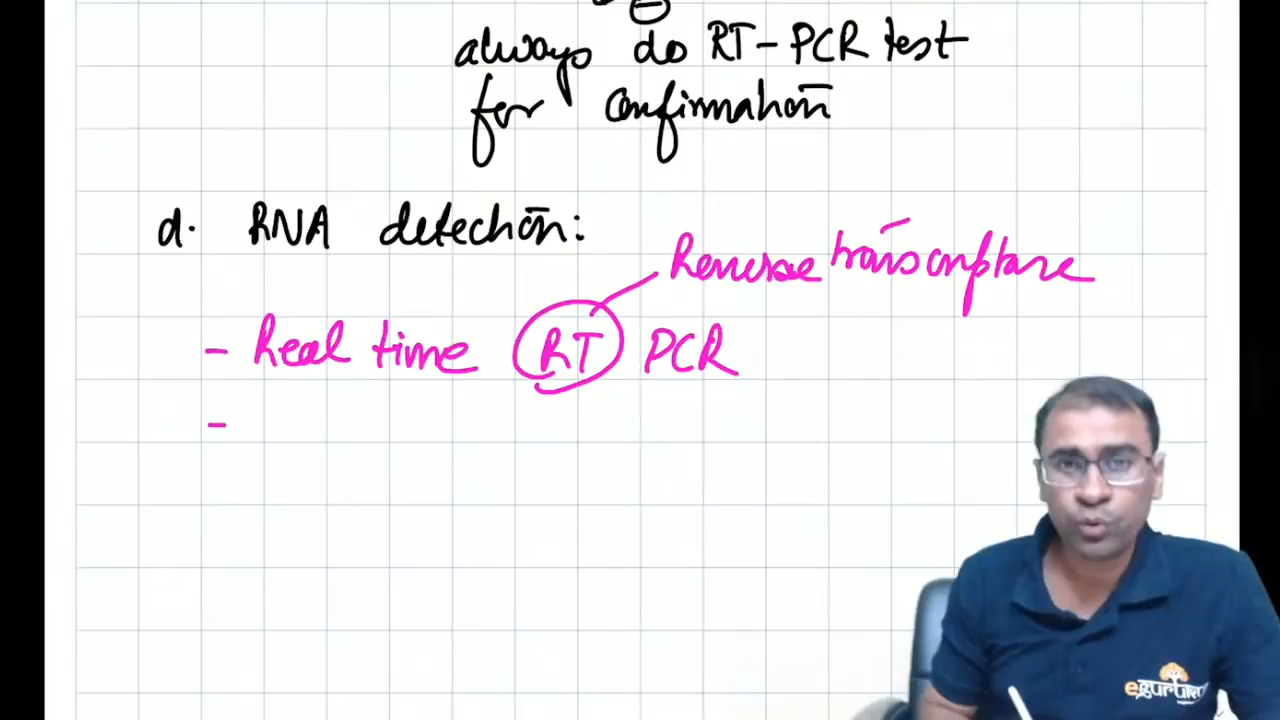 always do RT-PCR test
for confirmation
d. RNA detection:
Reverse transcriptase
- Real time RT PCR
-
egurukul